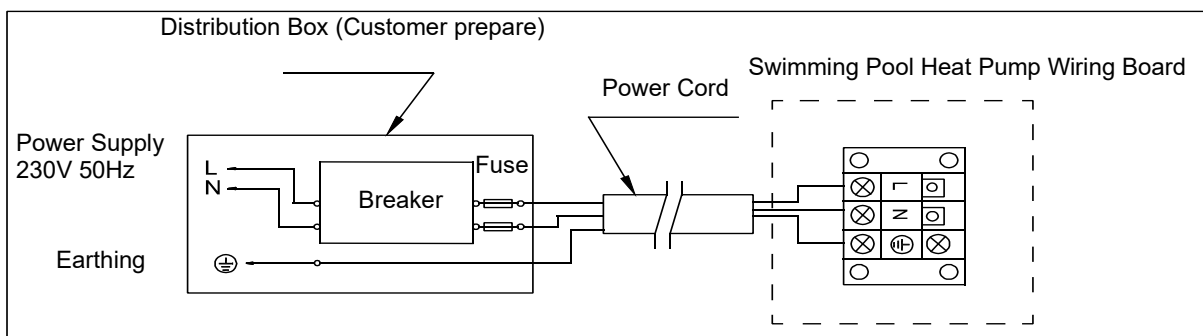 Distribution Box (Customer prepare)
Swimming Pool Heat Pump Wiring Board
Power Cord
Power Supply
230V 50Hz
L
N
Fuse
Breaker
Earthing
L
N